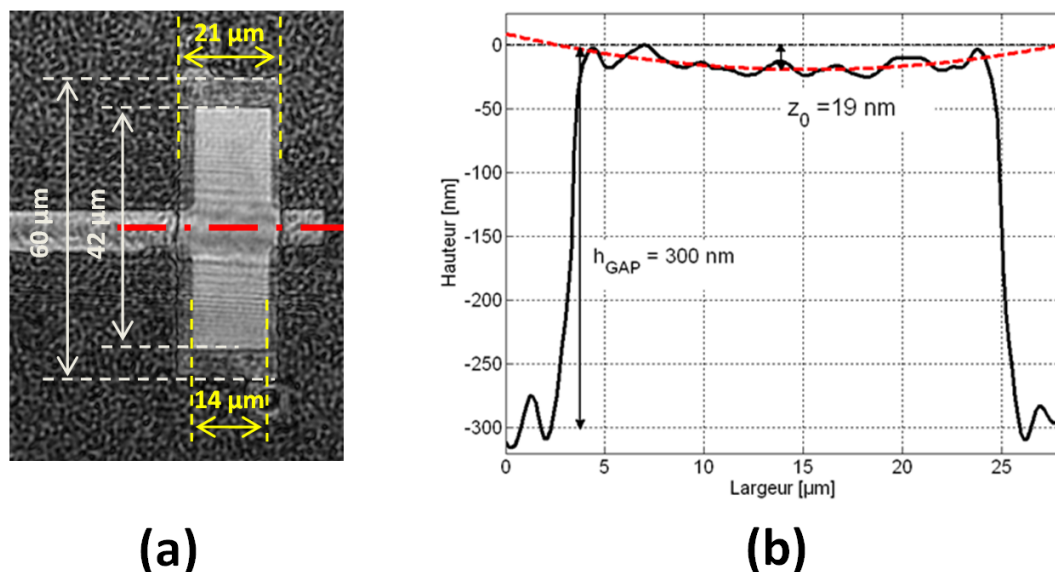 21 µm
60 µm
42 µm
14 µm
(a)
0
-50
-100
-150
-200
-250
-300
Hauteur [nm]
z0 =19 nm
hGAP = 300 nm
0
5
10
15
20
25
Largeur [µm]
(b)